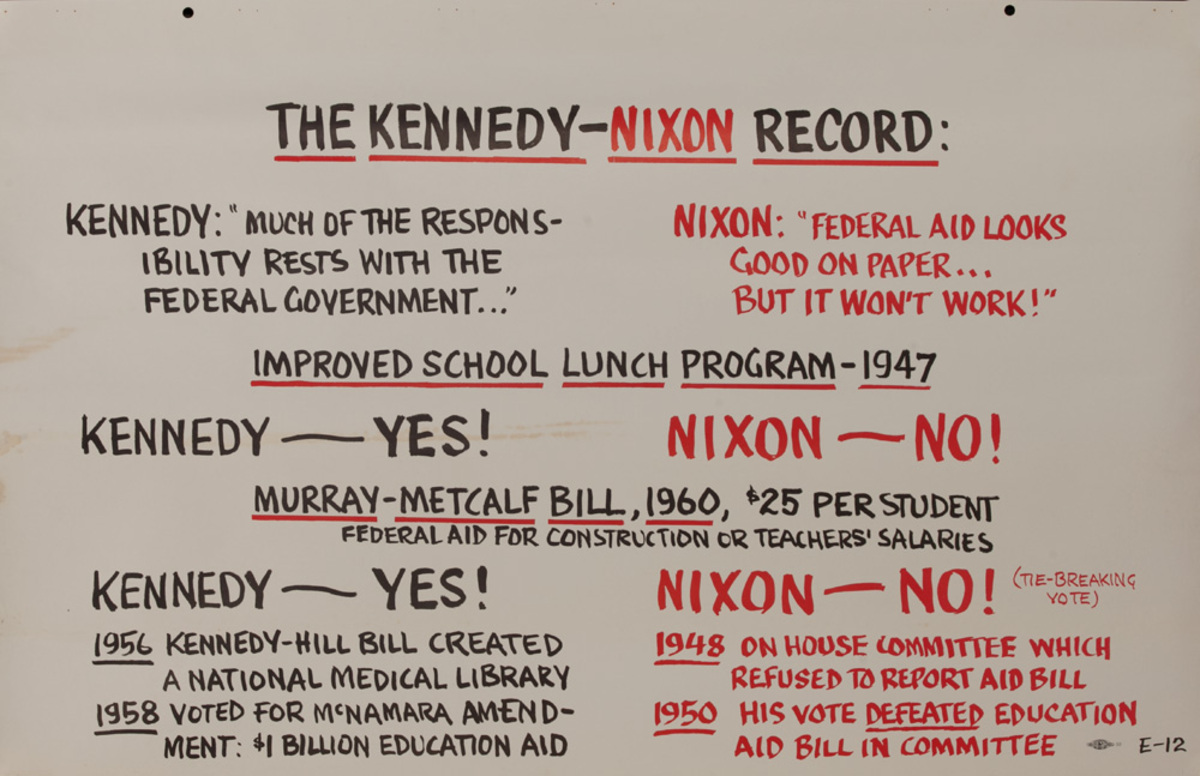 THE KENNEDY-NIXON RECORD:
KENNEDY: "MUCH OF THE RESPONS-
IBILITY RESTS WITH THE
FEDERAL GOVERNMENT..."
NIXON: "FEDERAL AID LOOKS
GOOD ON PAPER...
BUT IT WON'T WORK!"
IMPROVED SCHOOL LUNCH PROGRAM-1947
KENNEDY — YES!
NIXON — NO!
MURRAY-METCALF BILL, 1960, $25 PER STUDENT
FEDERAL AID FOR CONSTRUCTION OR TEACHERS' SALARIES
KENNEDY — YES!
NIXON — NO! (TIE-BREAKING
VOTE)
1956 KENNEDY-HILL BILL CREATED
A NATIONAL MEDICAL LIBRARY
1958 VOTED FOR McNAMARA AMEND-
MENT: $1 BILLION EDUCATION AID
1948 ON HOUSE COMMITTEE WHICH
REFUSED TO REPORT AID BILL
1950 HIS VOTE DEFEATED EDUCATION
AID BILL IN COMMITTEE
E-12